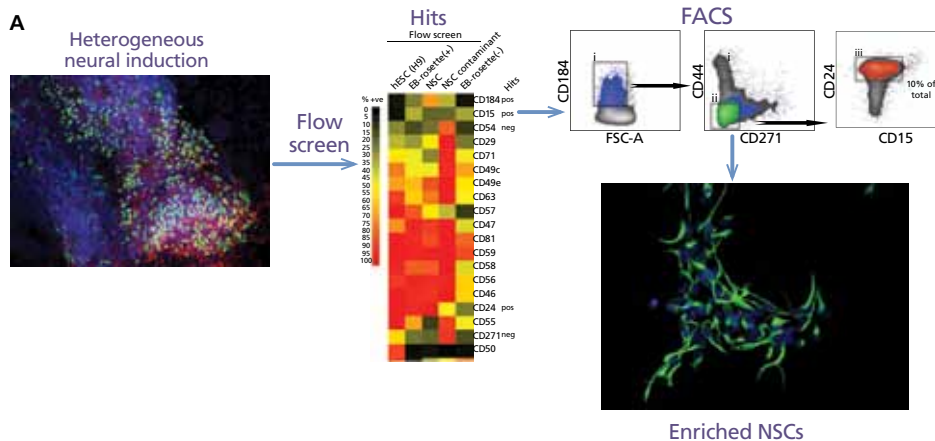 A
Heterogeneous
neural induction
Flow
screen
Hits
Flow screen
hESC (H9)
EB-rosette(+)
NSC
NSC contaminant
EB-rosette(-)
Hits
% +ve
0
5
10
15
20
25
30
35
40
45
50
55
60
65
70
75
80
85
90
95
100
CD184 pos
CD15 pos
CD54 neg
CD29
CD71
CD49c
CD49e
CD63
CD57
CD47
CD81
CD59
CD58
CD56
CD46
CD24 pos
CD55
CD271 neg
CD50
FACS
CD184
i
FSC-A
CD44
i
ii
CD271
CD24
iii
10% of
total
CD15
Enriched NSCs